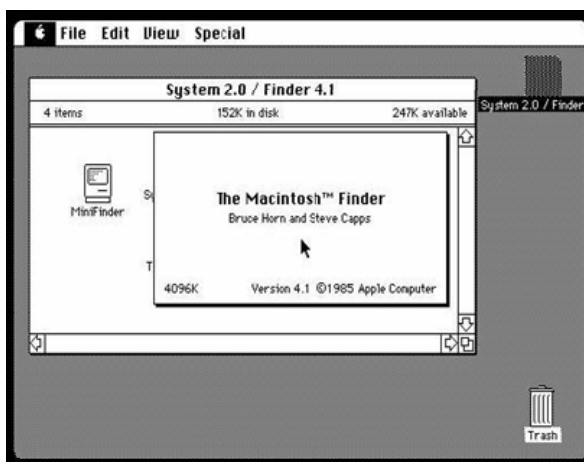 File Edit View Special
System 2.0 / Finder 4.1
4 items 152K in disk 247K available
System 2.0 / Finder
MiniFinder
The Macintosh™ Finder
Bruce Horn and Steve Capps
4096K Version 4.1 ©1985 Apple Computer
Trash